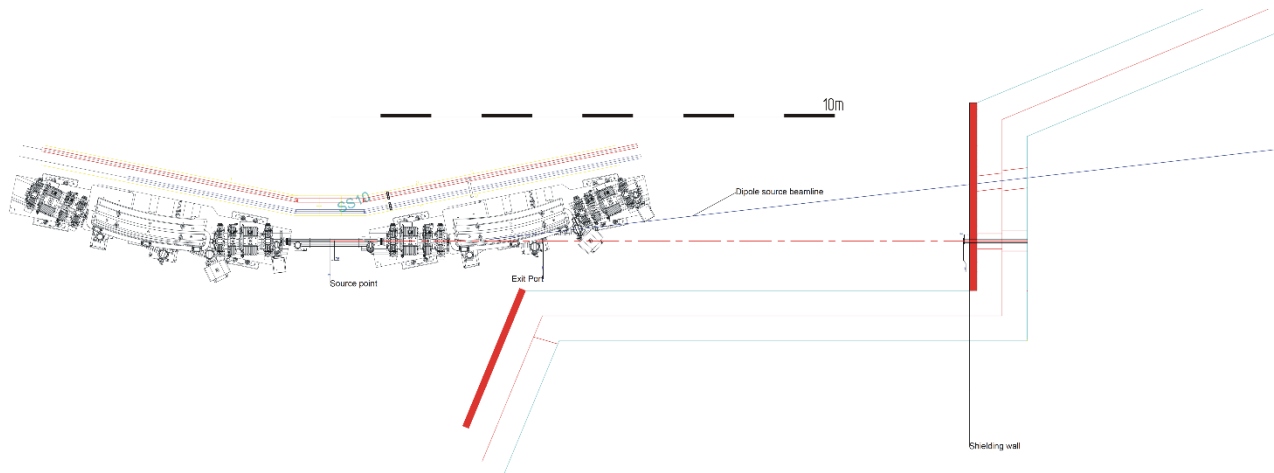 10m
SS10
Dipole source beamline
Source point
Exit Port
Shielding wall